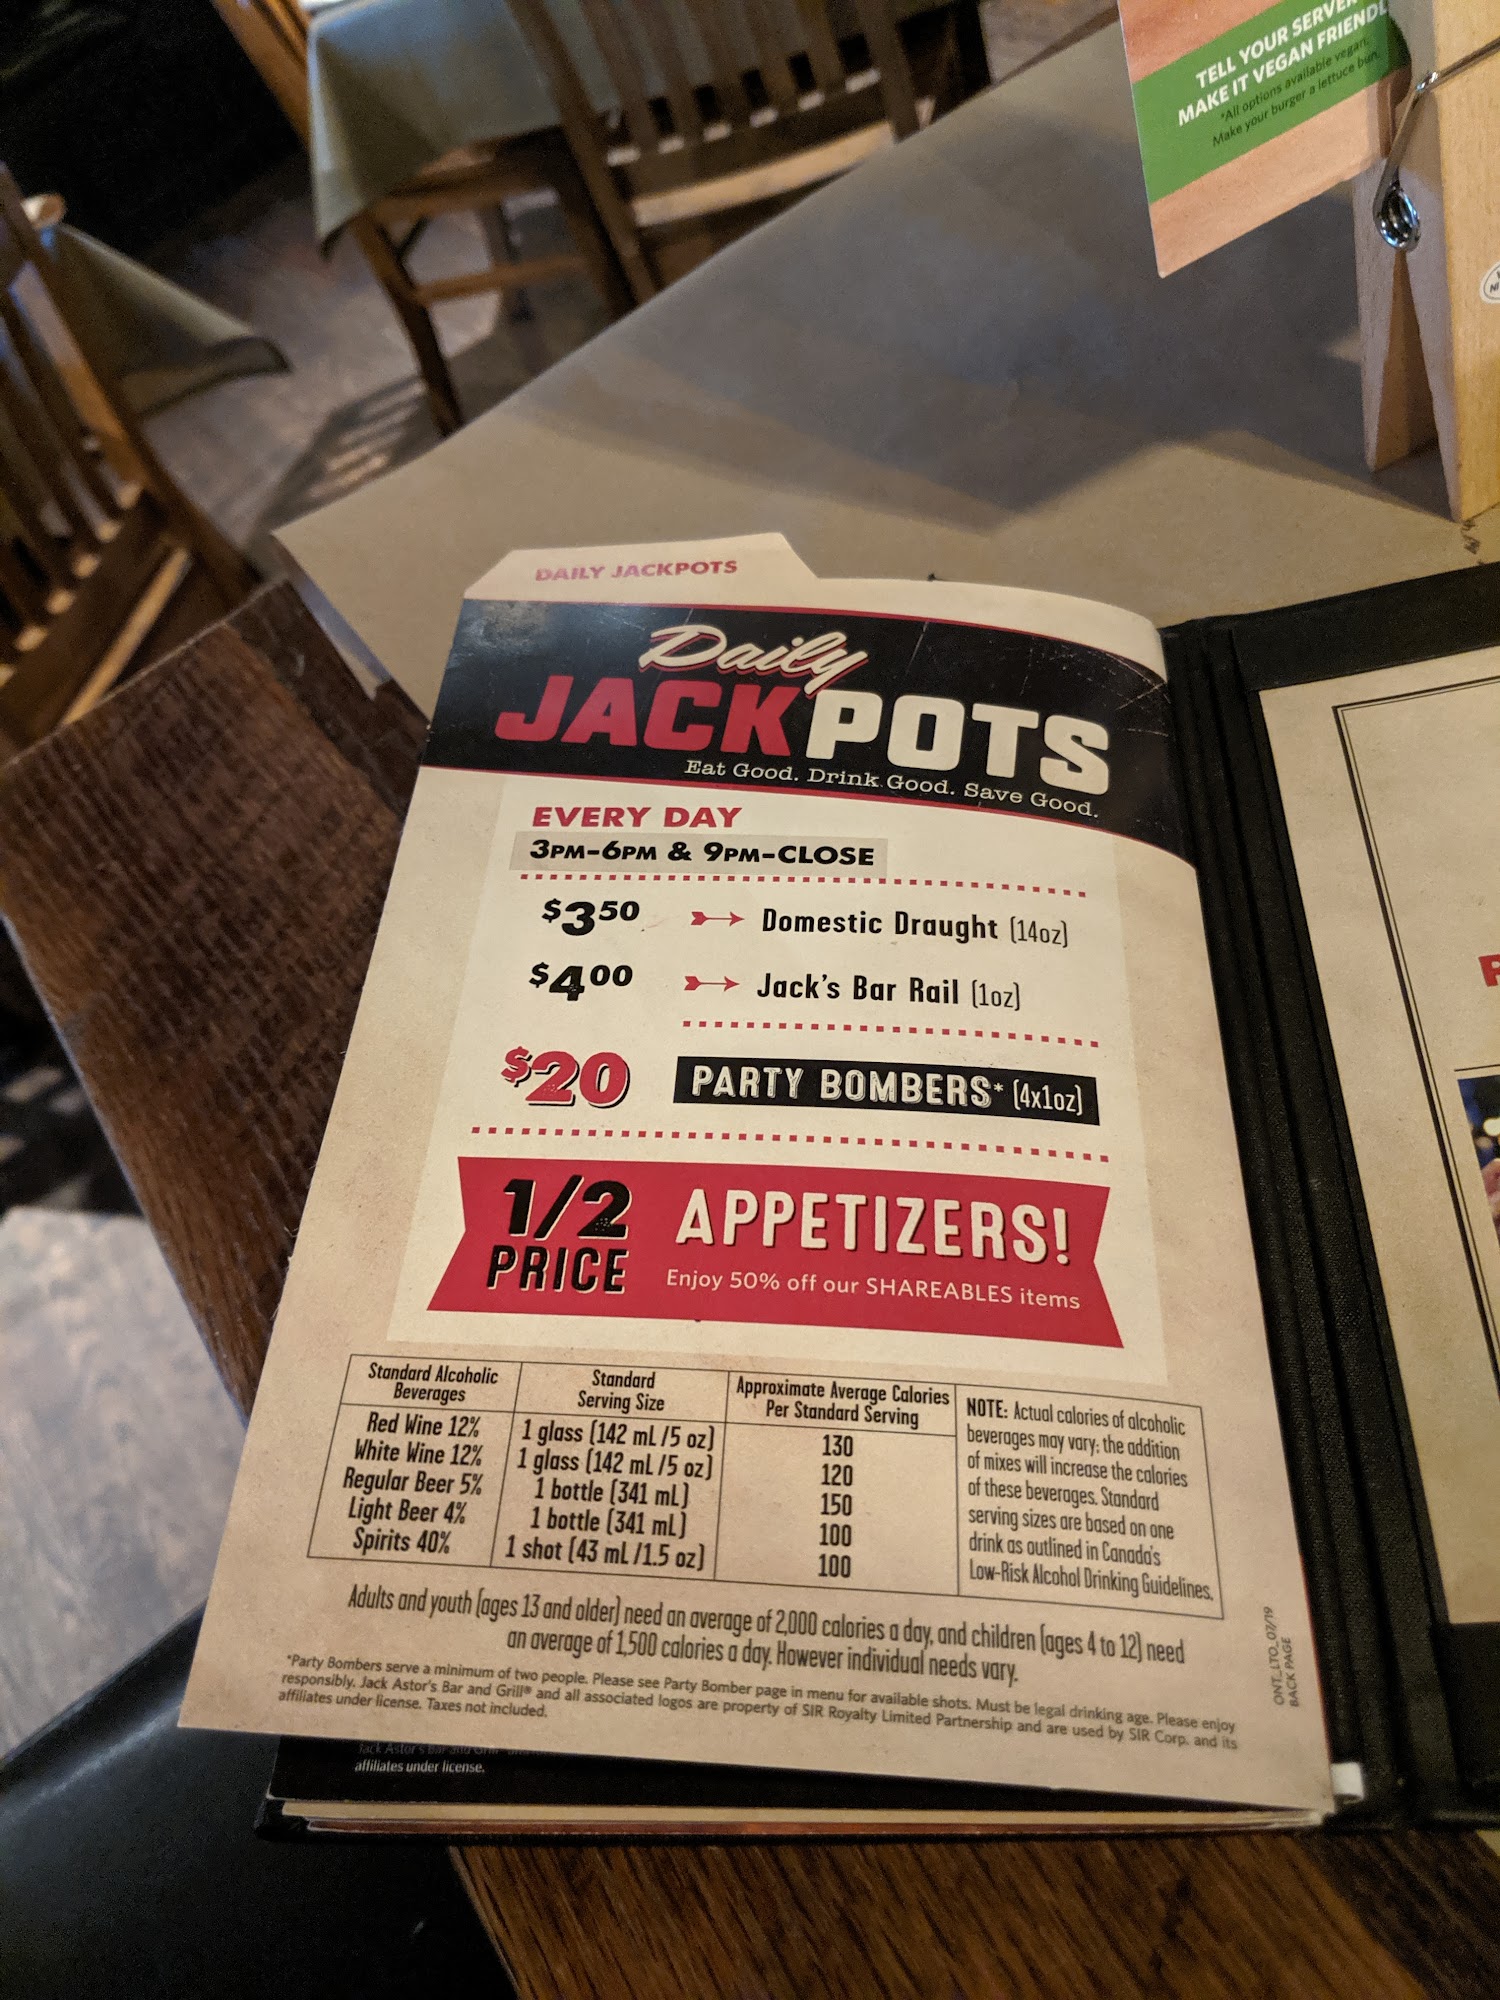 TELL YOUR SERVER
MAKE IT VEGAN FRIENDL
*All options available vegan.
Make your burger a lettuce bun.
DAILY JACKPOTS
Daily
JACKPOTS
Eat Good. Drink Good. Save Good.
EVERY DAY
3PM-6PM & 9PM-CLOSE
$3.50 Domestic Draught (14oz)
$4.00 Jack's Bar Rail (1oz)
$20 PARTY BOMBERS* (4x1oz)
1/2 PRICE
APPETIZERS!
Enjoy 50% off our SHAREABLES items
Standard Alcoholic Beverages Standard Serving Size Approximate Average Calories Per Standard Serving
Red Wine 12% 1 glass (142 mL/5 oz) 130
White Wine 12% 1 glass (142 mL/5 oz) 120
Regular Beer 5% 1 bottle (341 mL) 150
Light Beer 4% 1 bottle (341 mL) 100
Spirits 40% 1 shot (43 mL/1.5 oz) 100
NOTE: Actual calories of alcoholic
beverages may vary; the addition
of mixes will increase the calories
of these beverages. Standard
serving sizes are based on one
drink as outlined in Canada's
Low-Risk Alcohol Drinking Guidelines.
Adults and youth (ages 13 and older) need an average of 2,000 calories a day, and children (ages 4 to 12) need
an average of 1,500 calories a day. However individual needs vary.
*Party Bombers serve a minimum of two people. Please see Party Bomber page in menu for available shots. Must be legal drinking age. Please enjoy
responsibly. Jack Astor's Bar and Grill® and all associated logos are property of SIR Royalty Limited Partnership and are used by SIR Corp. and its
affiliates under license. Taxes not included.
ONT_LTO_07/19
BACK PAGE
Jack Astor's Bar and Grill
affiliates under license.